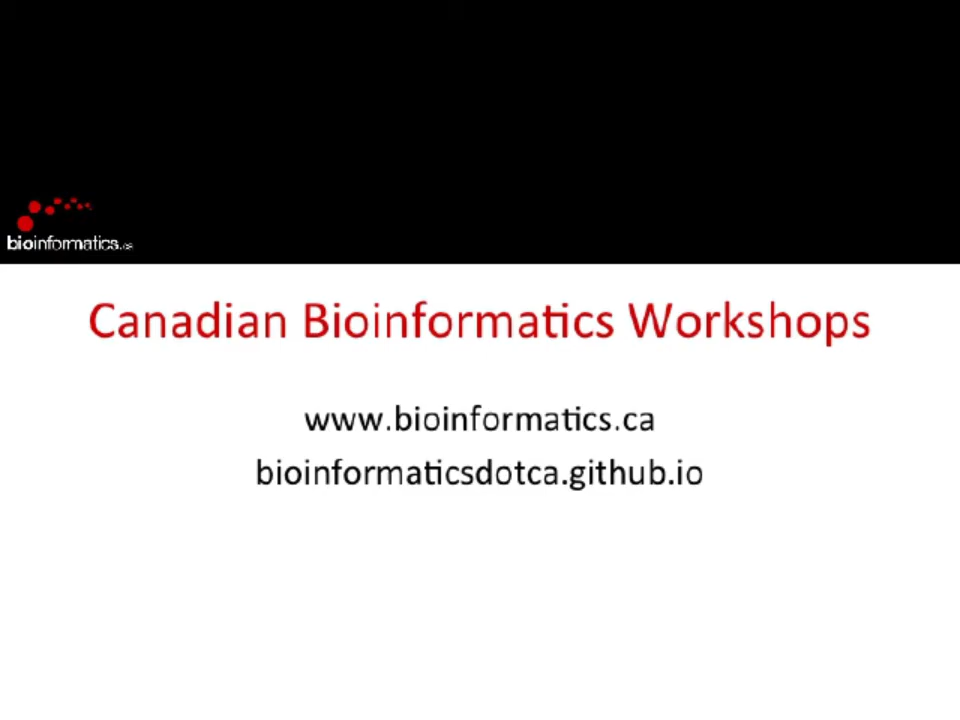 bioinformatics.ca
Canadian Bioinformatics Workshops
www.bioinformatics.ca
bioinformaticsdotca.github.io